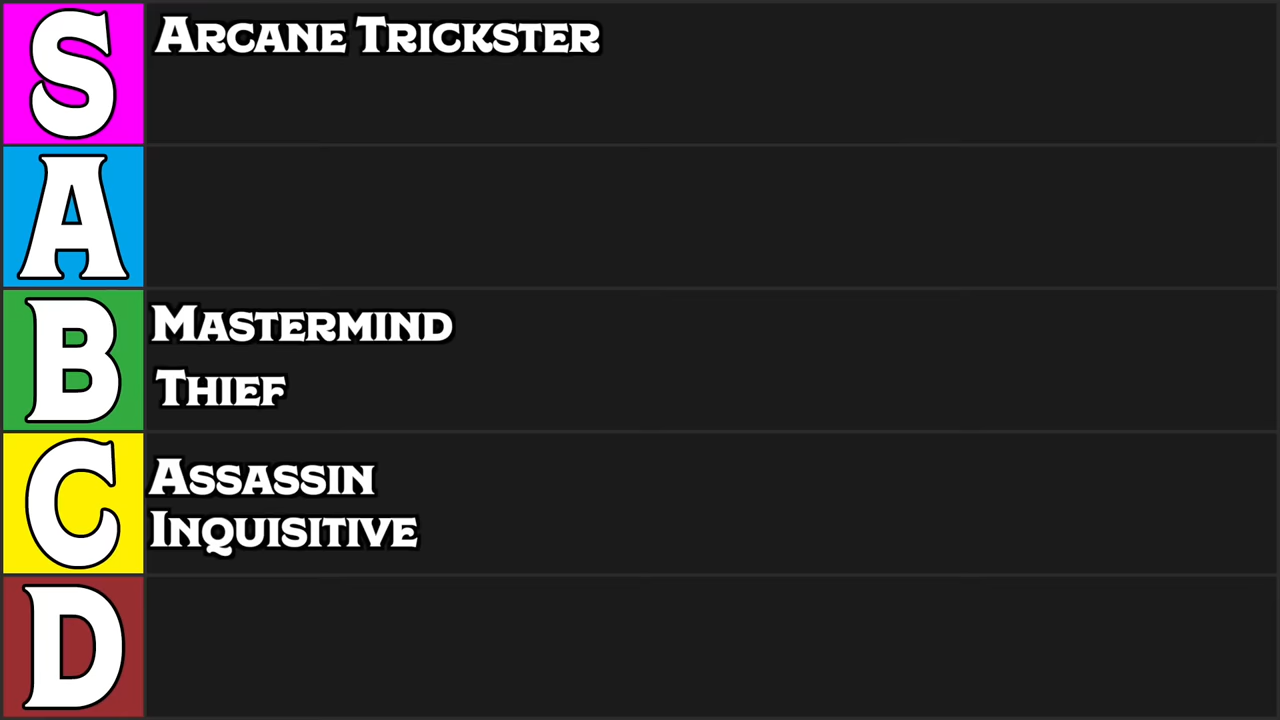 S
Arcane Trickster
A
B
Mastermind
Thief
C
Assassin
Inquisitive
D